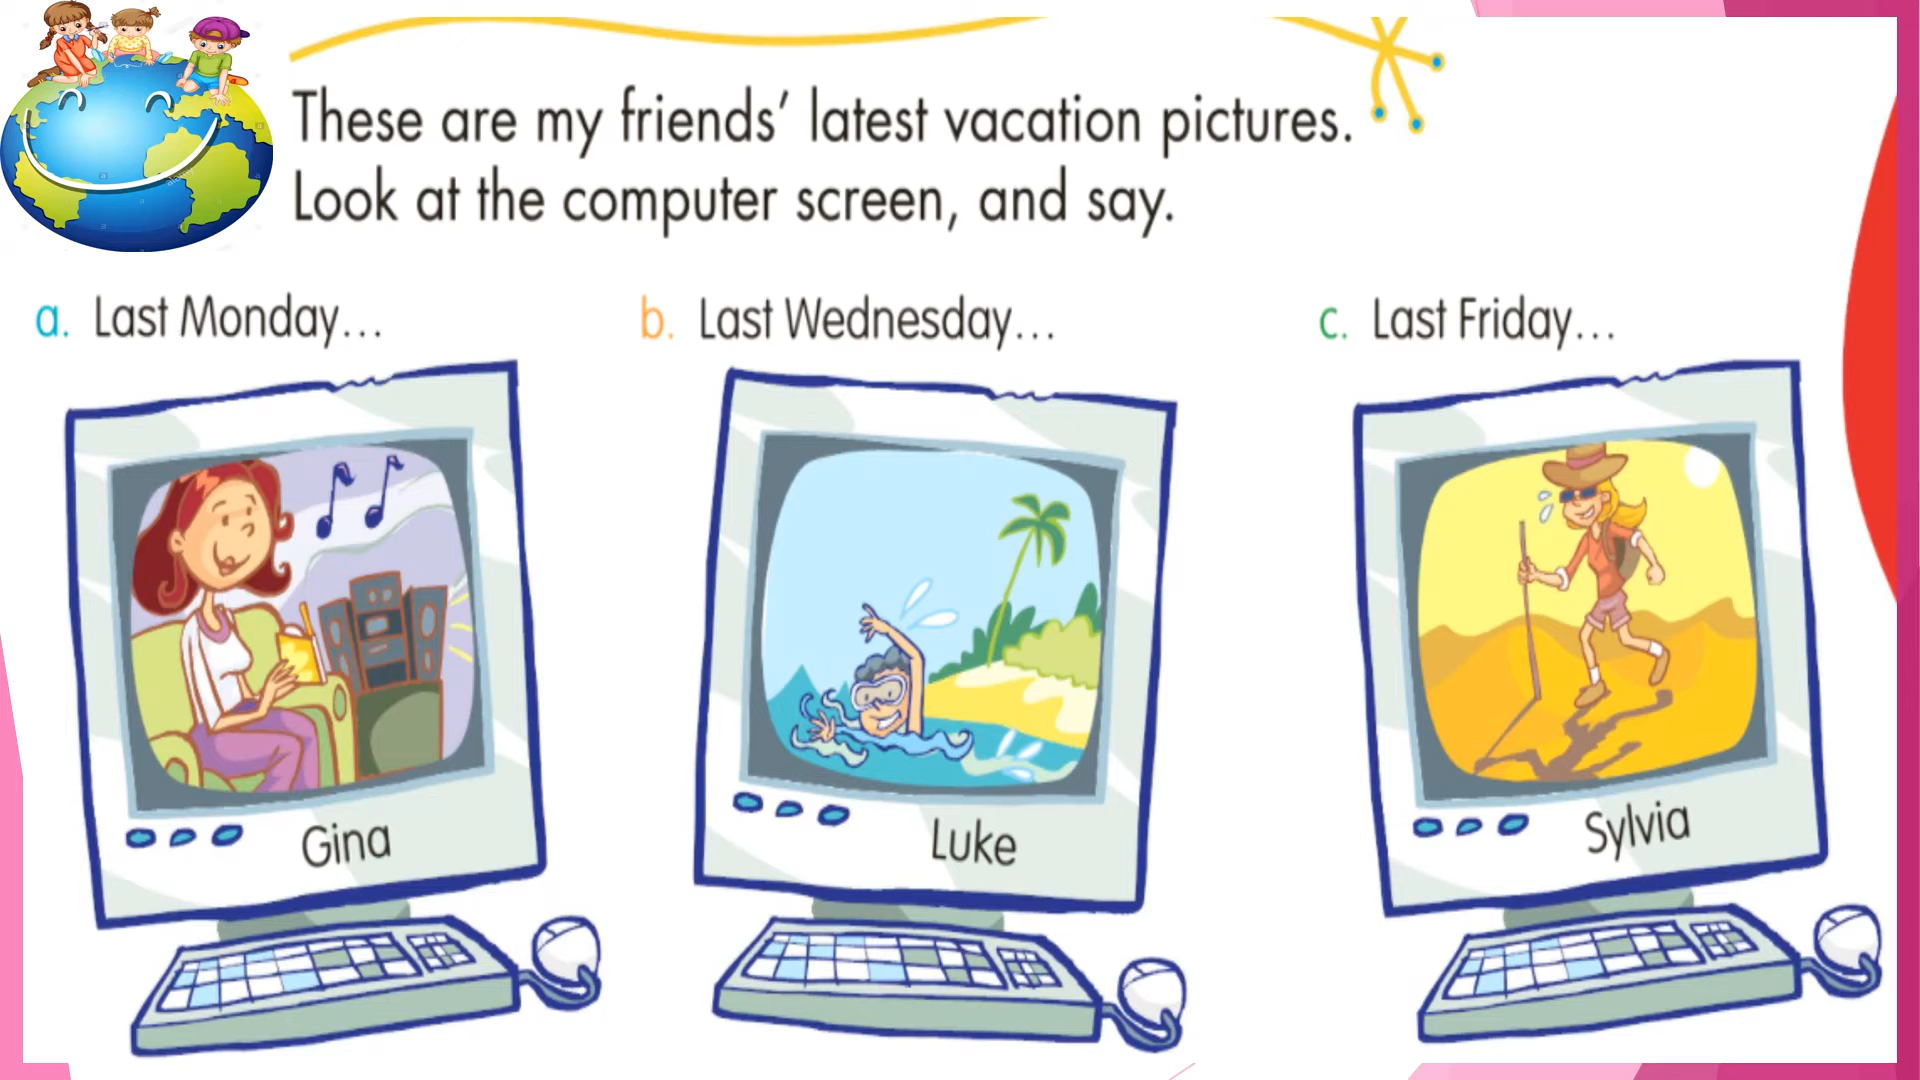 These are my friends’ latest vacation pictures.
Look at the computer screen, and say.
a. Last Monday...
b. Last Wednesday...
c. Last Friday...
Gina
Luke
Sylvia